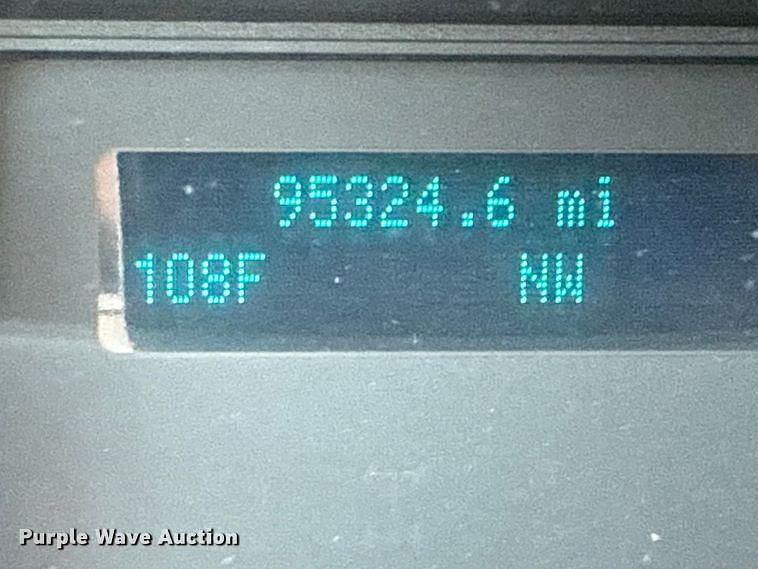 95324.6 mi
108F NW
Purple Wave Auction